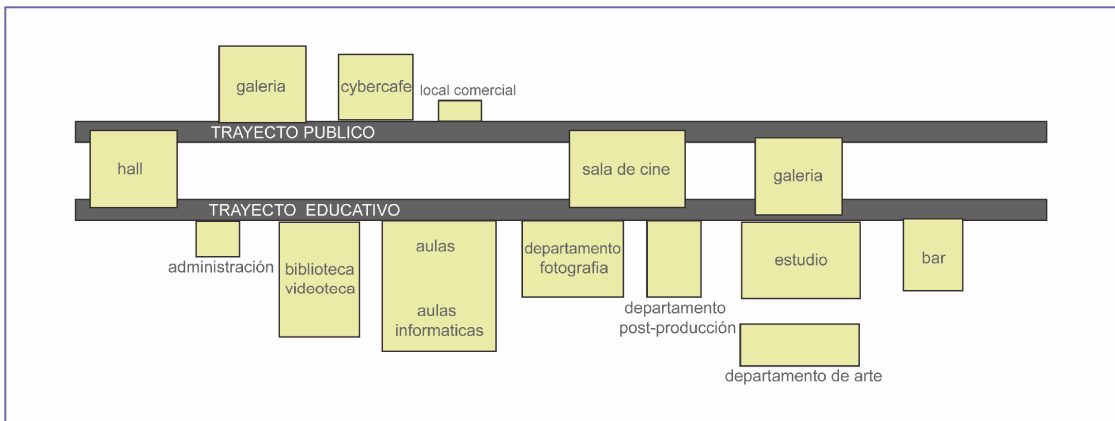 galeria
cybercafe
local comercial
TRAYECTO PUBLICO
hall
sala de cine
galeria
TRAYECTO EDUCATIVO
administración
biblioteca
videoteca
aulas
aulas
informaticas
departamento
fotografia
departamento
post-producción
estudio
bar
departamento de arte